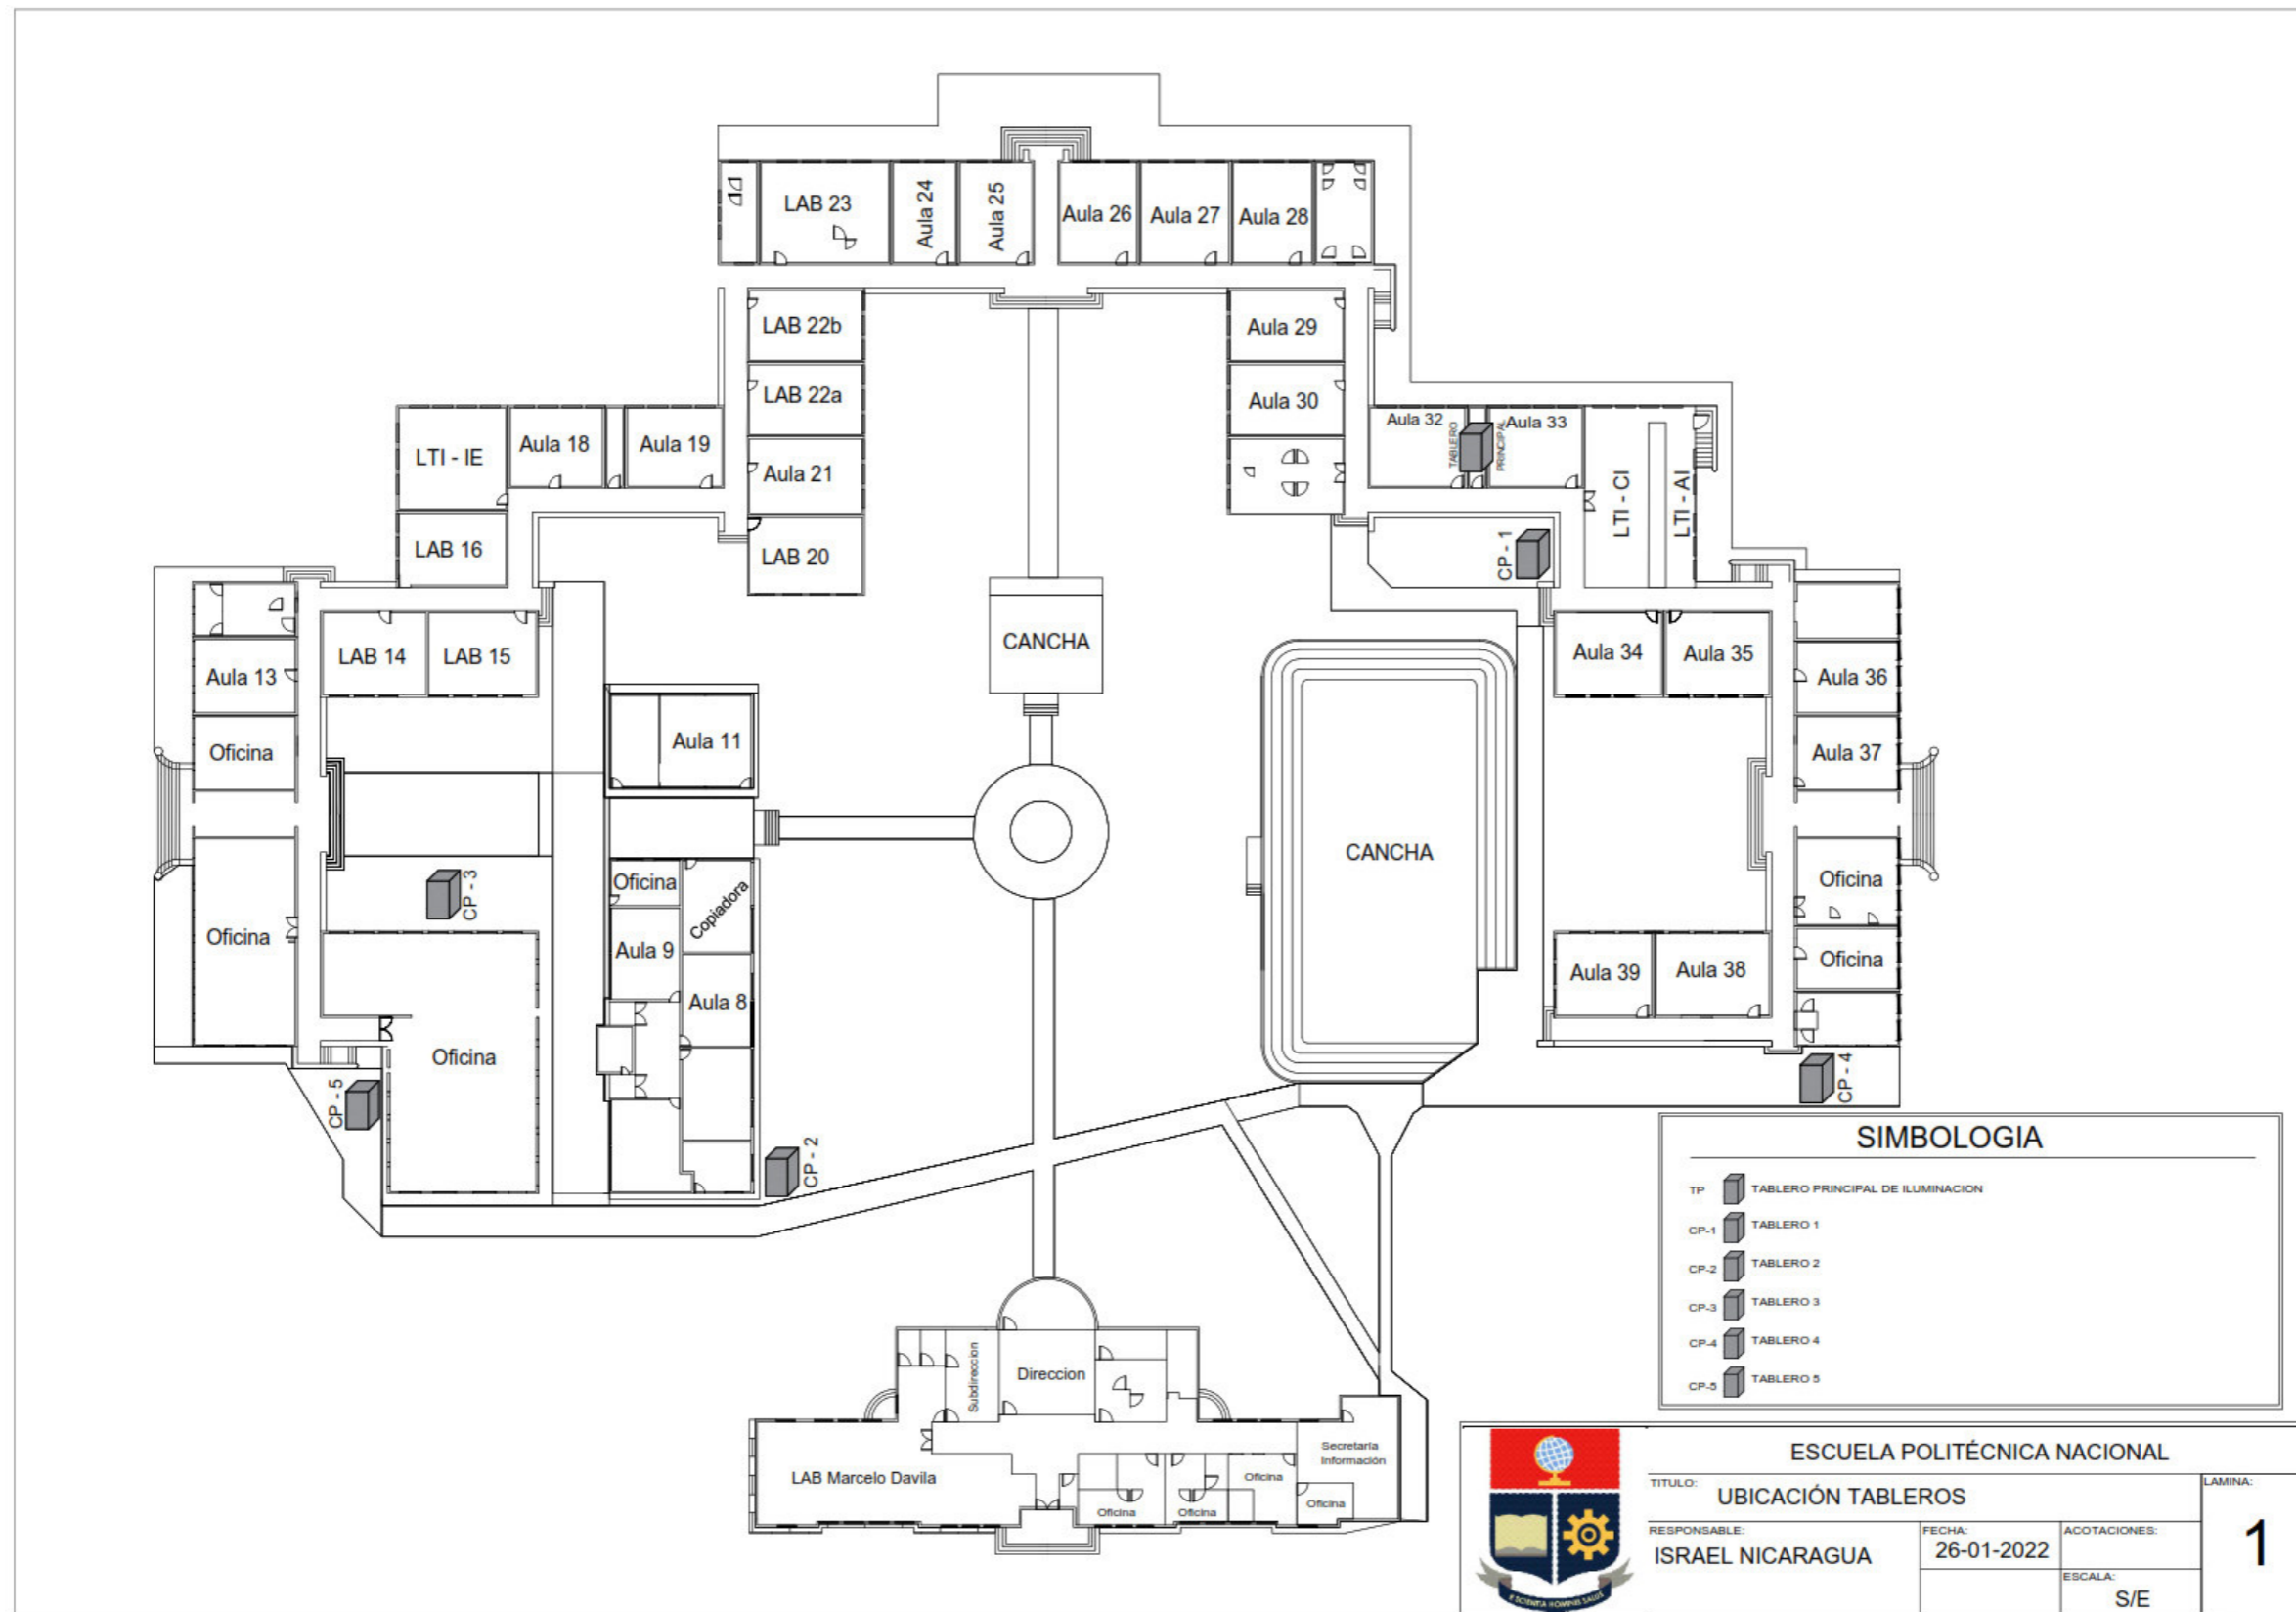 LAB 23
Aula 24
Aula 25
Aula 26
Aula 27
Aula 28
LAB 22b
Aula 29
LAB 22a
Aula 30
LTI - IE
Aula 18
Aula 19
Aula 21
Aula 32
TABLERO
PRINCIPAL
Aula 33
LTI - CI
LTI - AI
LAB 16
LAB 20
CP - 1
LAB 14
LAB 15
CANCHA
Aula 34
Aula 35
Aula 13
Aula 36
Oficina
Aula 11
Aula 37
CANCHA
CP - 3
Oficina
Copiadora
Oficina
Oficina
Aula 9
Aula 8
Aula 39
Aula 38
Oficina
Oficina
CP - 5
CP - 2
CP - 4
SIMBOLOGIA
TP TABLERO PRINCIPAL DE ILUMINACION
CP-1 TABLERO 1
CP-2 TABLERO 2
CP-3 TABLERO 3
CP-4 TABLERO 4
CP-5 TABLERO 5
Subdireccion
Direccion
LAB Marcelo Davila
Secretaria
Información
Oficina
Oficina
Oficina
Oficina
ESCUELA POLITÉCNICA NACIONAL
TITULO:
UBICACIÓN TABLEROS
LAMINA:
1
RESPONSABLE:
ISRAEL NICARAGUA
FECHA:
26-01-2022
ACOTACIONES:
ESCALA:
S/E
E SCIENTIA HOMINIS SALUS